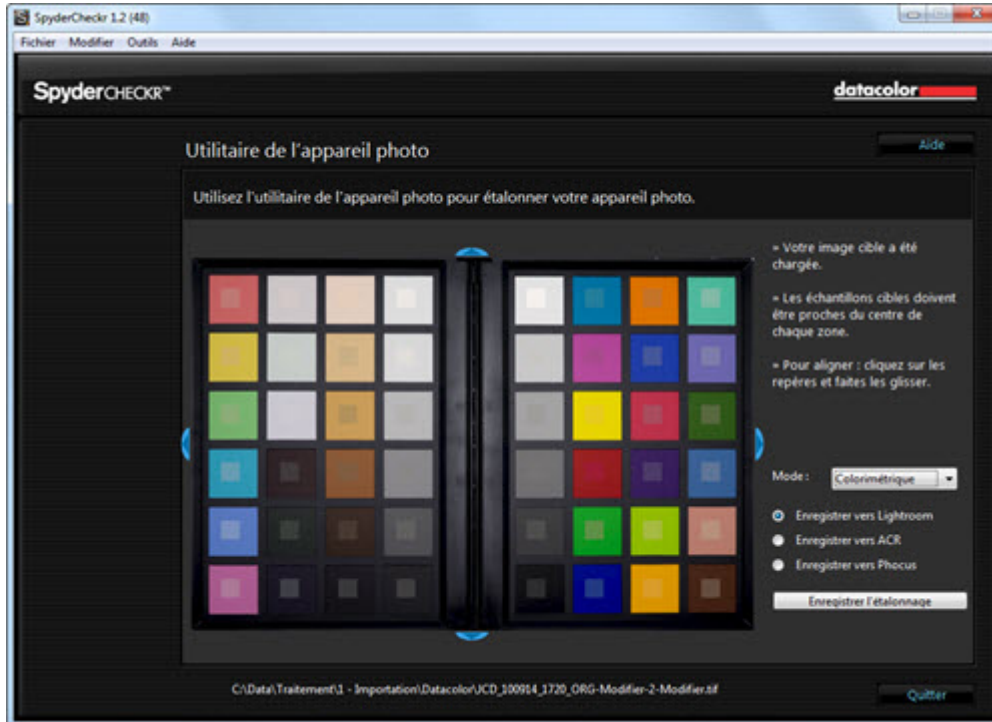 SpyderCheckr 1.2 (48)
Fichier Modifier Outils Aide
SpyderCHECKR™
datacolor
Utilitaire de l'appareil photo
Aide
Utilisez l'utilitaire de l'appareil photo pour étalonner votre appareil photo.
» Votre image cible a été
chargée.
» Les échantillons cibles doivent
être proches du centre de
chaque zone.
» Pour aligner : cliquez sur les
repères et faites les glisser.
Mode : Colorimétrique
Enregistrer vers Lightroom
Enregistrer vers ACR
Enregistrer vers Phocus
Enregistrer l'étalonnage
C:\Data\Traitement\1 - Importation\Datacolor\JCD_100914_1720_ORG-Modifier-2-Modifier.tif
Quitter